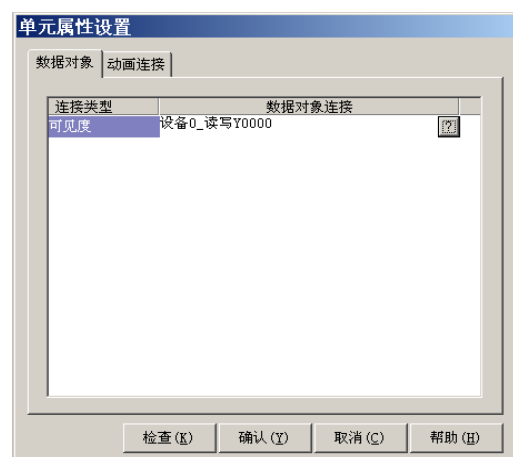 单元属性设置
数据对象 动画连接
连接类型 数据对象连接
可见度 设备0_读写Y0000 ?
检查(K) 确认(Y) 取消(C) 帮助(H)